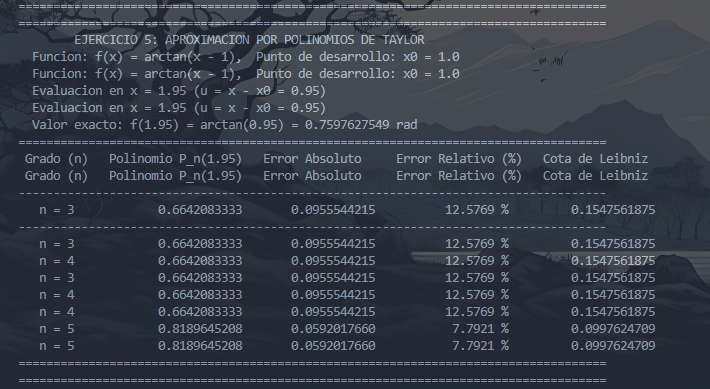 ==========================================================================
==========================================================================
EJERCICIO 5: APROXIMACION POR POLINOMIOS DE TAYLOR
Funcion: f(x) = arctan(x - 1),  Punto de desarrollo: x0 = 1.0
Funcion: f(x) = arctan(x - 1),  Punto de desarrollo: x0 = 1.0
Evaluacion en x = 1.95 (u = x - x0 = 0.95)
Evaluacion en x = 1.95 (u = x - x0 = 0.95)
Valor exacto: f(1.95) = arctan(0.95) = 0.7597627549 rad
==========================================================================
Grado (n)   Polinomio P_n(1.95)   Error Absoluto    Error Relativo (%)   Cota de Leibniz
Grado (n)   Polinomio P_n(1.95)   Error Absoluto    Error Relativo (%)   Cota de Leibniz
--------------------------------------------------------------------------
n = 3          0.6642083333     0.0955544215         12.5769 %        0.1547561875
--------------------------------------------------------------------------
n = 3          0.6642083333     0.0955544215         12.5769 %        0.1547561875
n = 4          0.6642083333     0.0955544215         12.5769 %        0.1547561875
n = 3          0.6642083333     0.0955544215         12.5769 %        0.1547561875
n = 4          0.6642083333     0.0955544215         12.5769 %        0.1547561875
n = 4          0.6642083333     0.0955544215         12.5769 %        0.1547561875
n = 5          0.8189645208     0.0592017660          7.7921 %        0.0997624709
n = 5          0.8189645208     0.0592017660          7.7921 %        0.0997624709
==========================================================================
==========================================================================